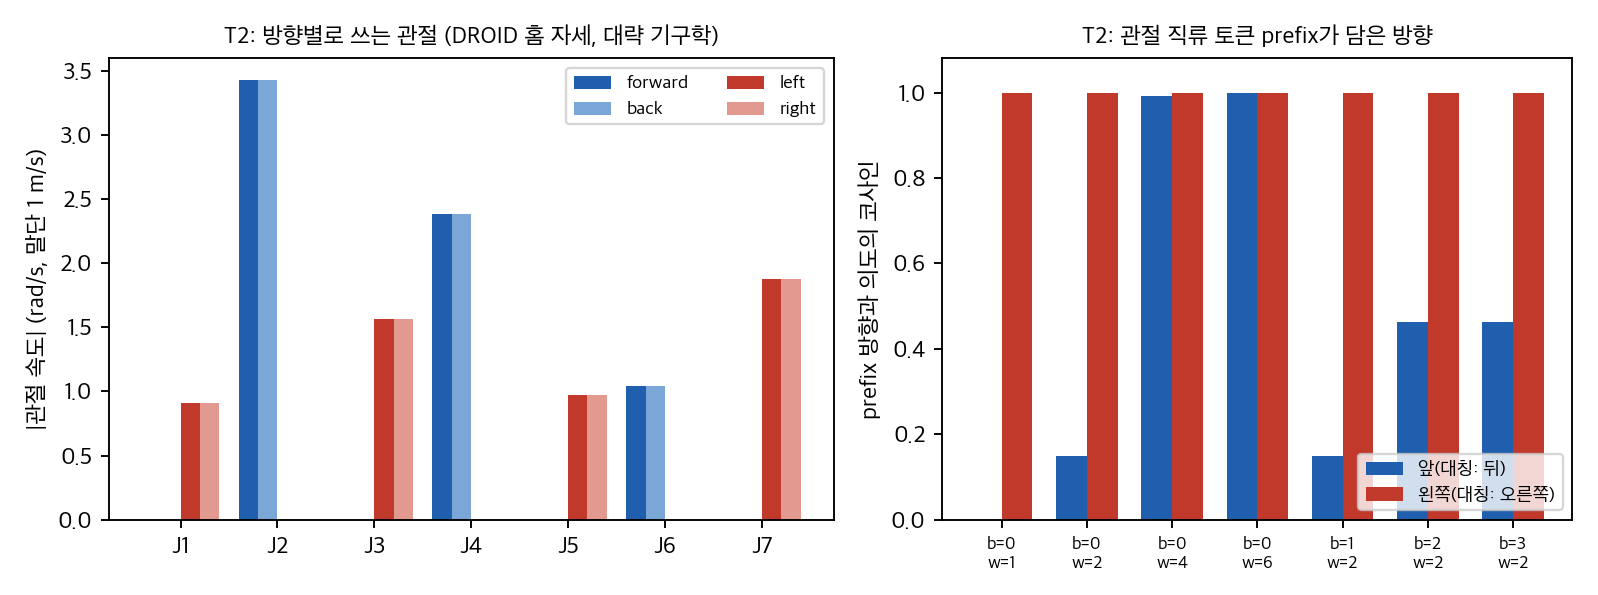 T2: 방향별로 쓰는 관절 (DROID 홈 자세, 대략 기구학)
|관절 속도| (rad/s, 말단 1 m/s)
3.5
3.0
2.5
2.0
1.5
1.0
0.5
0.0
forward
back
left
right
J1 J2 J3 J4 J5 J6 J7
T2: 관절 직류 토큰 prefix가 담은 방향
prefix 방향과 의도의 코사인
1.0
0.8
0.6
0.4
0.2
0.0
앞(대칭: 뒤)
왼쪽(대칭: 오른쪽)
b=0 b=0 b=0 b=0 b=1 b=2 b=3
w=1 w=2 w=4 w=6 w=2 w=2 w=2